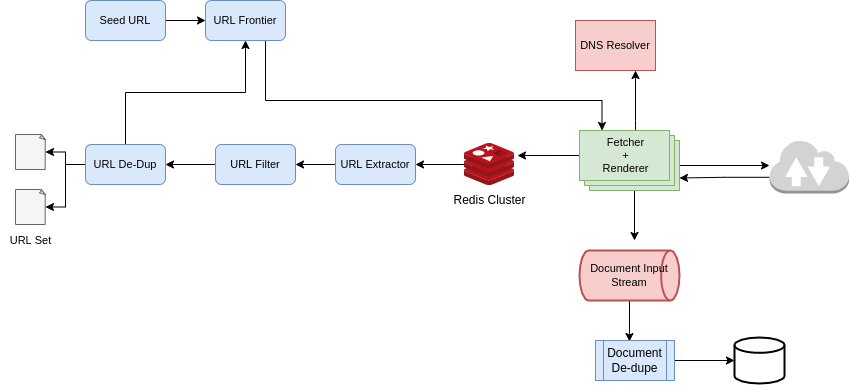 Seed URL
URL Frontier
DNS Resolver
Fetcher
+
Renderer
URL De-Dup
URL Filter
URL Extractor
Redis Cluster
URL Set
Document Input
Stream
Document
De-dupe